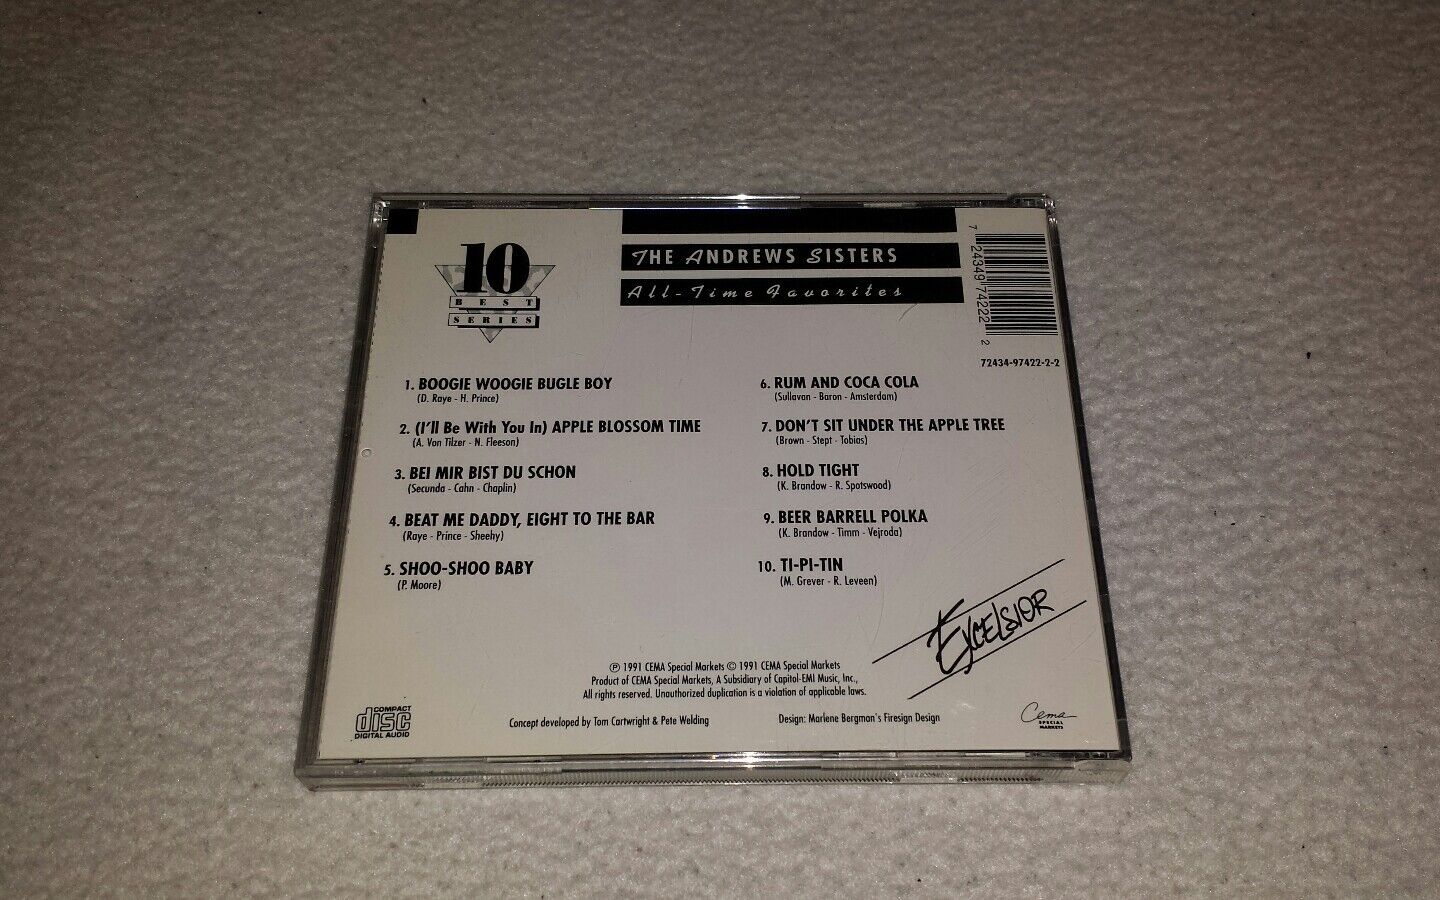 10
BEST
SERIES
THE ANDREWS SISTERS
All-Time Favorites
7 24349 74222 2
72434-97422-2-2
1. BOOGIE WOOGIE BUGLE BOY
(D. Raye - H. Prince)
2. (I'll Be With You In) APPLE BLOSSOM TIME
(A. Von Tilzer - N. Fleeson)
3. BEI MIR BIST DU SCHON
(Secunda - Cahn - Chaplin)
4. BEAT ME DADDY, EIGHT TO THE BAR
(Raye - Prince - Sheehy)
5. SHOO-SHOO BABY
(P. Moore)
6. RUM AND COCA COLA
(Sullavan - Baron - Amsterdam)
7. DON'T SIT UNDER THE APPLE TREE
(Brown - Stept - Tobias)
8. HOLD TIGHT
(K. Brandow - R. Spotswood)
9. BEER BARRELL POLKA
(K. Brandow - Timm - Vejroda)
10. TI-PI-TIN
(M. Grever - R. Leveen)
EXCELSIOR
℗ 1991 CEMA Special Markets © 1991 CEMA Special Markets
Product of CEMA Special Markets, A Subsidiary of Capitol-EMI Music, Inc.,
All rights reserved. Unauthorized duplication is a violation of applicable laws.
COMPACT
disc
DIGITAL AUDIO
Concept developed by Tom Cartwright & Pete Welding
Design: Marlene Bergman's Firesign Design
Cema
SPECIAL
MARKETS